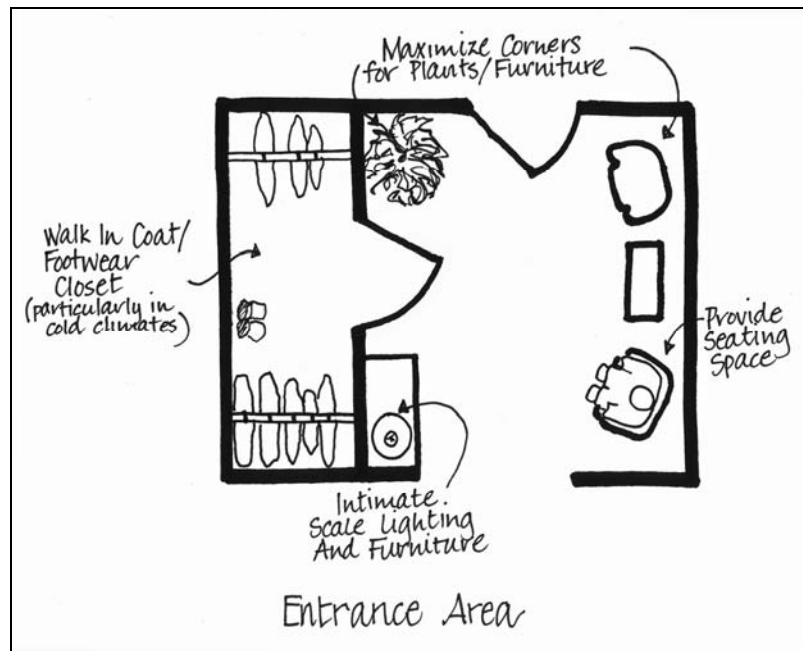 Maximize Corners
for Plants/Furniture
Walk In Coat/
Footwear
Closet
(particularly in
cold climates)
Provide
Seating
Space
Intimate.
Scale Lighting
And Furniture
Entrance Area